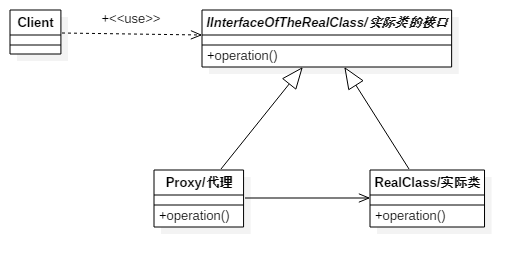 Client
+<<use>>
IInterfaceOfTheRealClass/实际类的接口
+operation()
Proxy/代理
+operation()
RealClass/实际类
+operation()